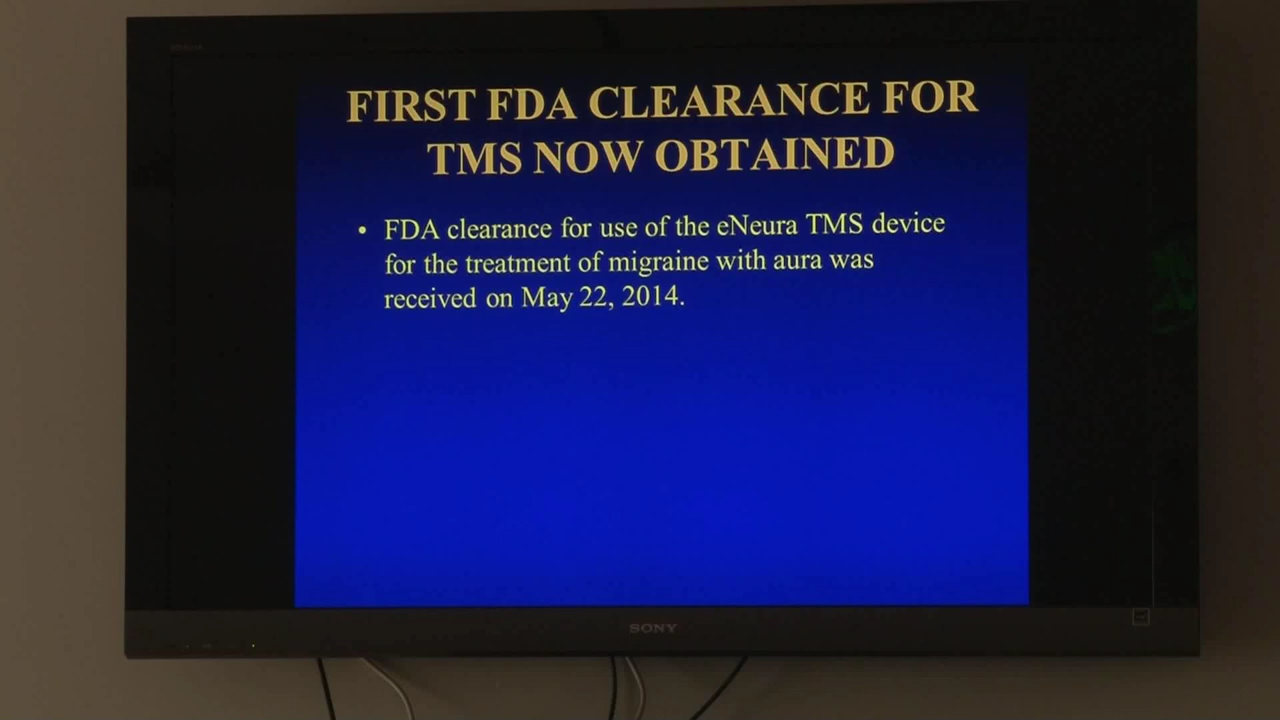 FIRST FDA CLEARANCE FOR
TMS NOW OBTAINED
• FDA clearance for use of the eNeura TMS device
for the treatment of migraine with aura was
received on May 22, 2014.
SONY